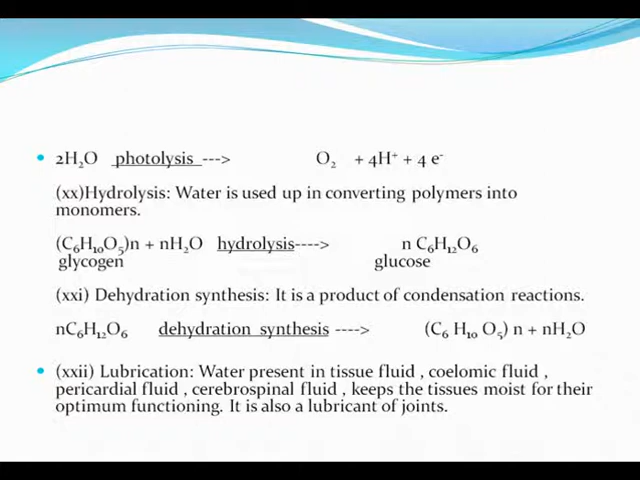 • 2H₂O photolysis ---> O₂ + 4H⁺ + 4 e⁻
(xx)Hydrolysis: Water is used up in converting polymers into
monomers.
(C₆H₁₀O₅)n + nH₂O hydrolysis----> n C₆H₁₂O₆
glycogen glucose
(xxi) Dehydration synthesis: It is a product of condensation reactions.
nC₆H₁₂O₆ dehydration synthesis ----> (C₆ H₁₀ O₅) n + nH₂O
• (xxii) Lubrication: Water present in tissue fluid , coelomic fluid ,
pericardial fluid , cerebrospinal fluid , keeps the tissues moist for their
optimum functioning. It is also a lubricant of joints.